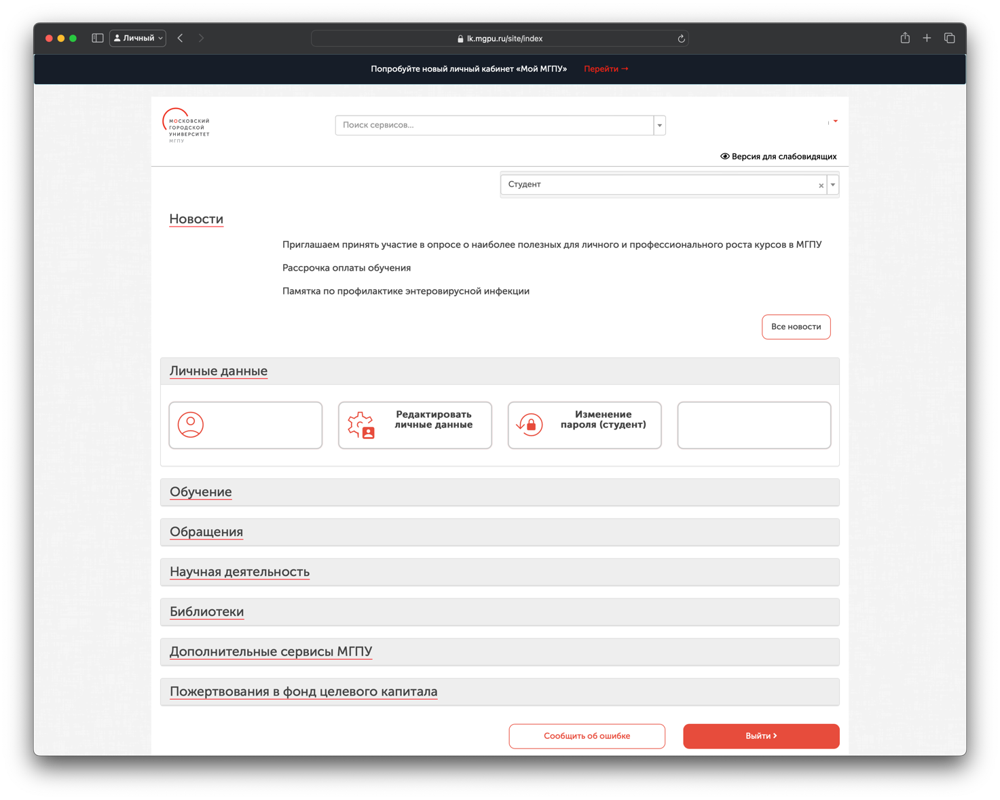 Личный
lk.mgpu.ru/site/index
Попробуйте новый личный кабинет «Мой МГПУ» Перейти →
МОСКОВСКИЙ
ГОРОДСКОЙ
УНИВЕРСИТЕТ
МГПУ
Поиск сервисов...
Версия для слабовидящих
Студент ×
Новости
Приглашаем принять участие в опросе о наиболее полезных для личного и профессионального роста курсов в МГПУ
Рассрочка оплаты обучения
Памятка по профилактике энтеровирусной инфекции
Все новости
Личные данные
Редактировать
личные данные
Изменение
пароля (студент)
Обучение
Обращения
Научная деятельность
Библиотеки
Дополнительные сервисы МГПУ
Пожертвования в фонд целевого капитала
Сообщить об ошибке
Выйти